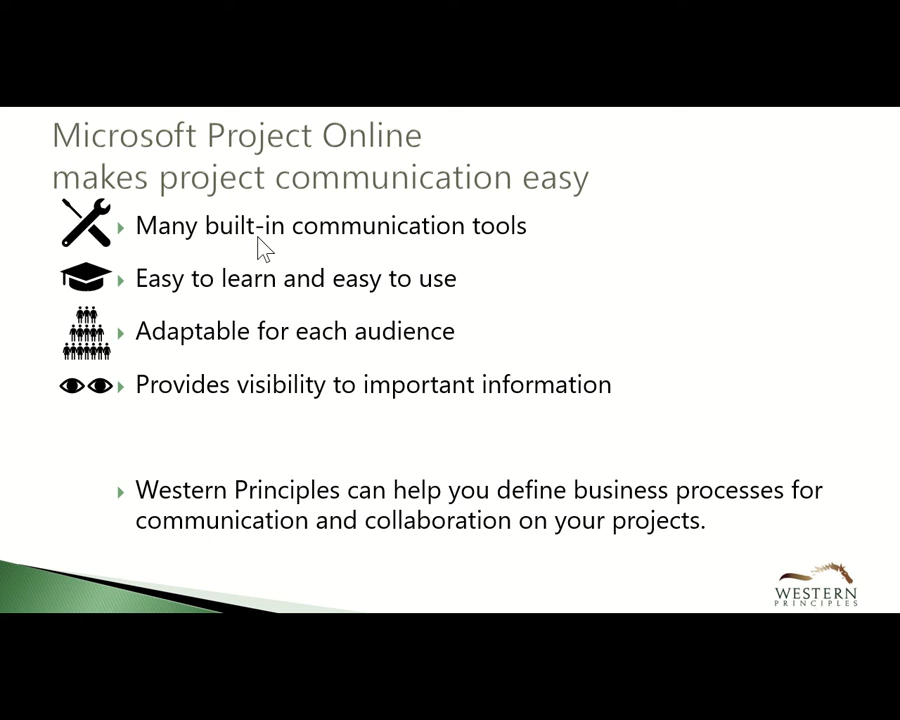 Microsoft Project Online
makes project communication easy
Many built-in communication tools
Easy to learn and easy to use
Adaptable for each audience
Provides visibility to important information
Western Principles can help you define business processes for
communication and collaboration on your projects.
WESTERN
PRINCIPLES